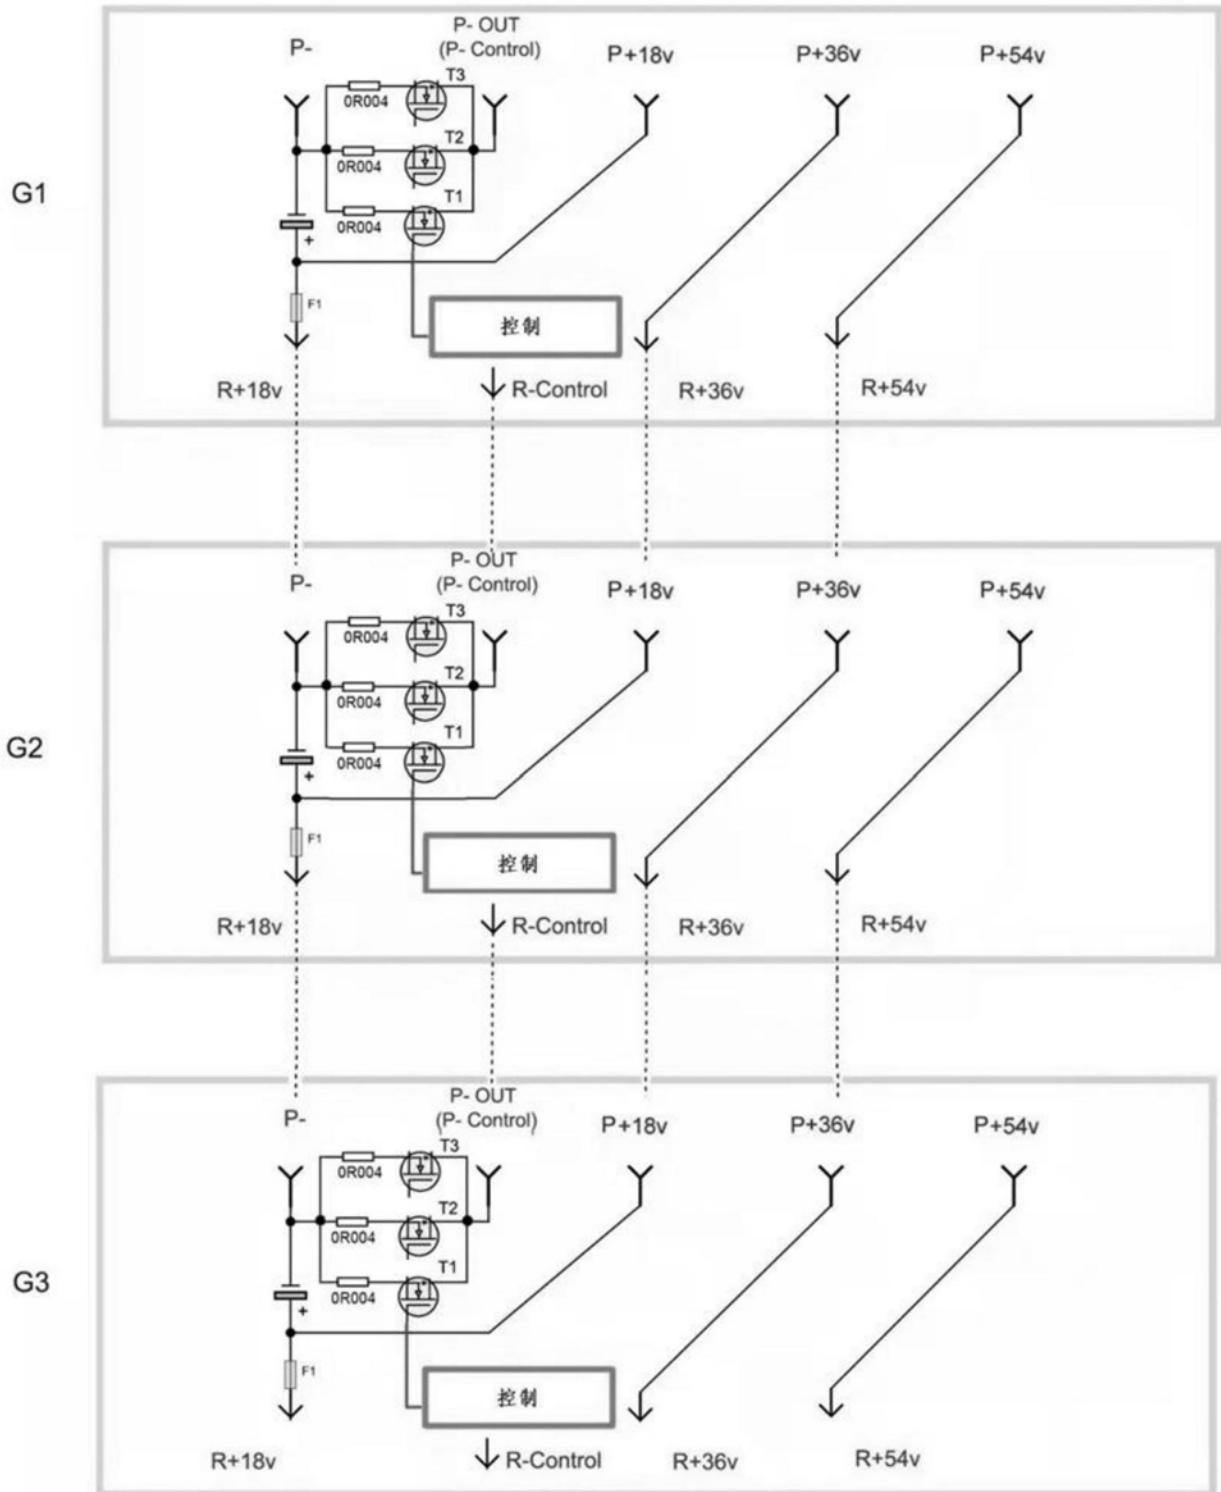 P- OUT
(P- Control)
P-
P+18v
P+36v
P+54v
T3
0R004
T2
0R004
T1
0R004
G1
+
F1
控制
R+18v
R-Control
R+36v
R+54v
P- OUT
(P- Control)
P-
P+18v
P+36v
P+54v
T3
0R004
T2
0R004
T1
0R004
G2
+
F1
控制
R+18v
R-Control
R+36v
R+54v
P- OUT
(P- Control)
P-
P+18v
P+36v
P+54v
T3
0R004
T2
0R004
T1
0R004
G3
+
F1
控制
R+18v
R-Control
R+36v
R+54v